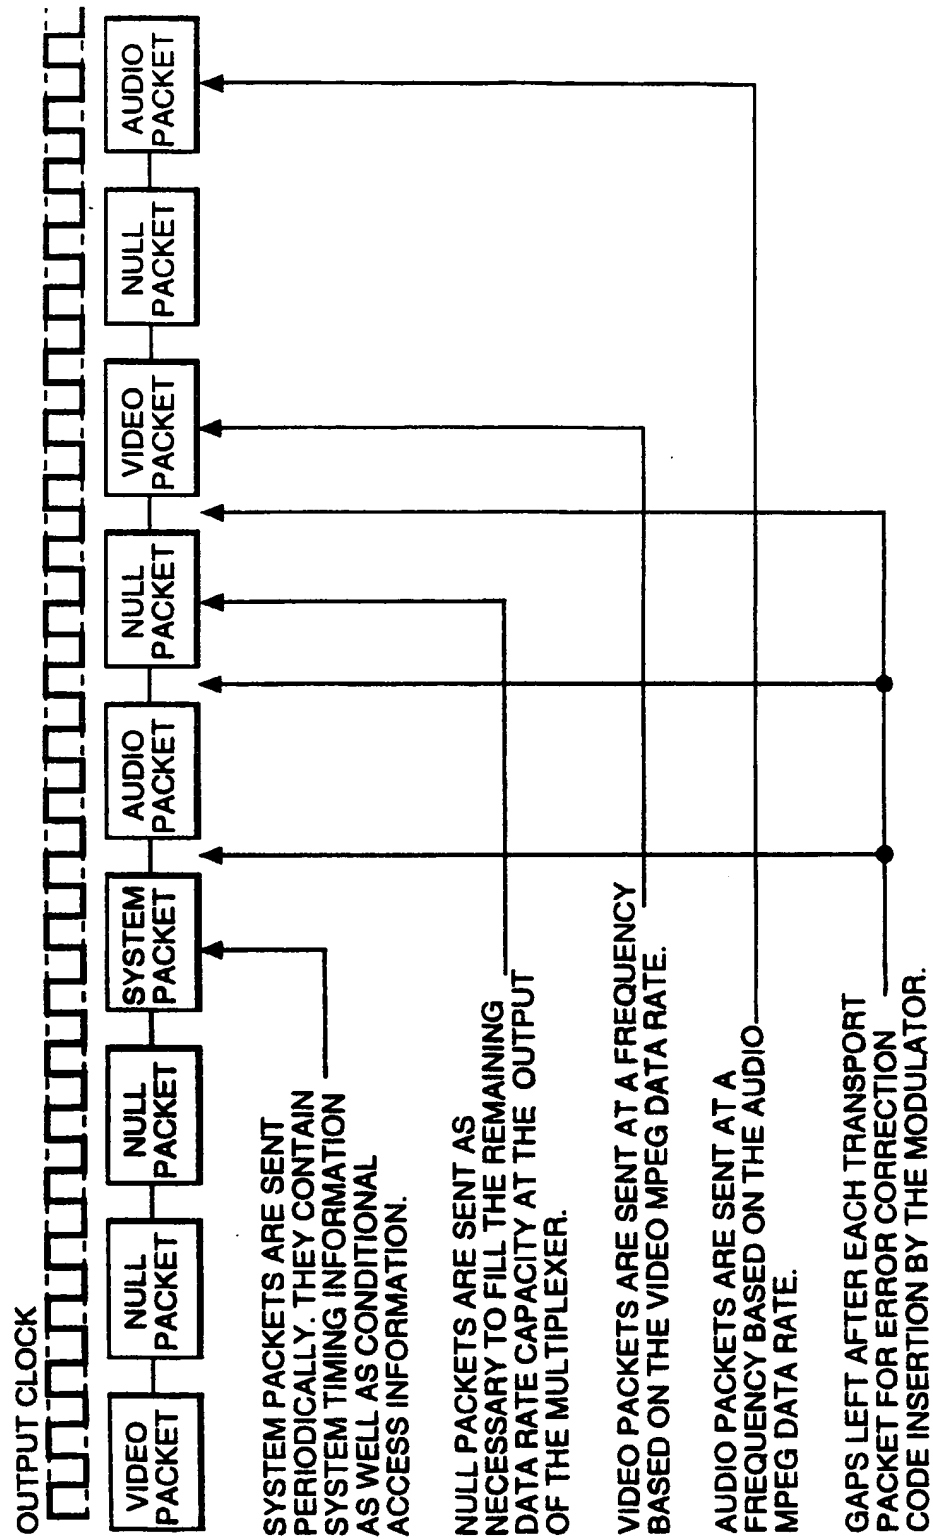 OUTPUT CLOCK
VIDEO
PACKET
NULL
PACKET
NULL
PACKET
SYSTEM
PACKET
AUDIO
PACKET
NULL
PACKET
VIDEO
PACKET
NULL
PACKET
AUDIO
PACKET
SYSTEM PACKETS ARE SENT
PERIODICALLY. THEY CONTAIN
SYSTEM TIMING INFORMATION
AS WELL AS CONDITIONAL
ACCESS INFORMATION.
NULL PACKETS ARE SENT AS
NECESSARY TO FILL THE REMAINING
DATA RATE CAPACITY AT THE OUTPUT
OF THE MULTIPLEXER.
VIDEO PACKETS ARE SENT AT A FREQUENCY
BASED ON THE VIDEO MPEG DATA RATE.
AUDIO PACKETS ARE SENT AT A
FREQUENCY BASED ON THE AUDIO
MPEG DATA RATE.
GAPS LEFT AFTER EACH TRANSPORT
PACKET FOR ERROR CORRECTION
CODE INSERTION BY THE MODULATOR.